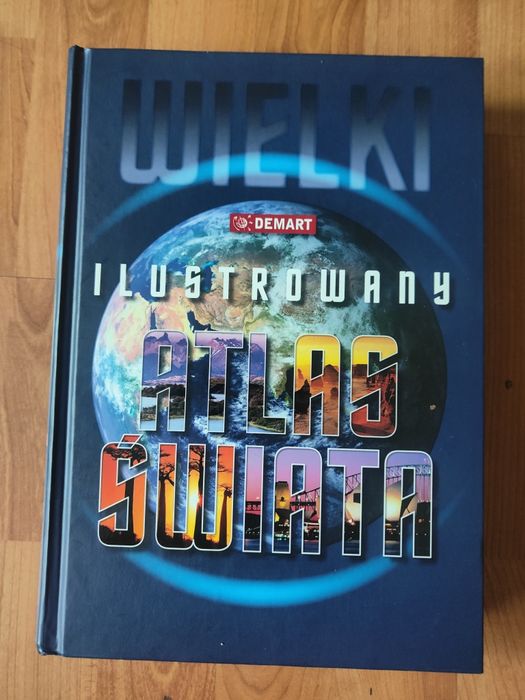 WIELKI
DEMART
ILUSTROWANY
ATLAS
ŚWIATA